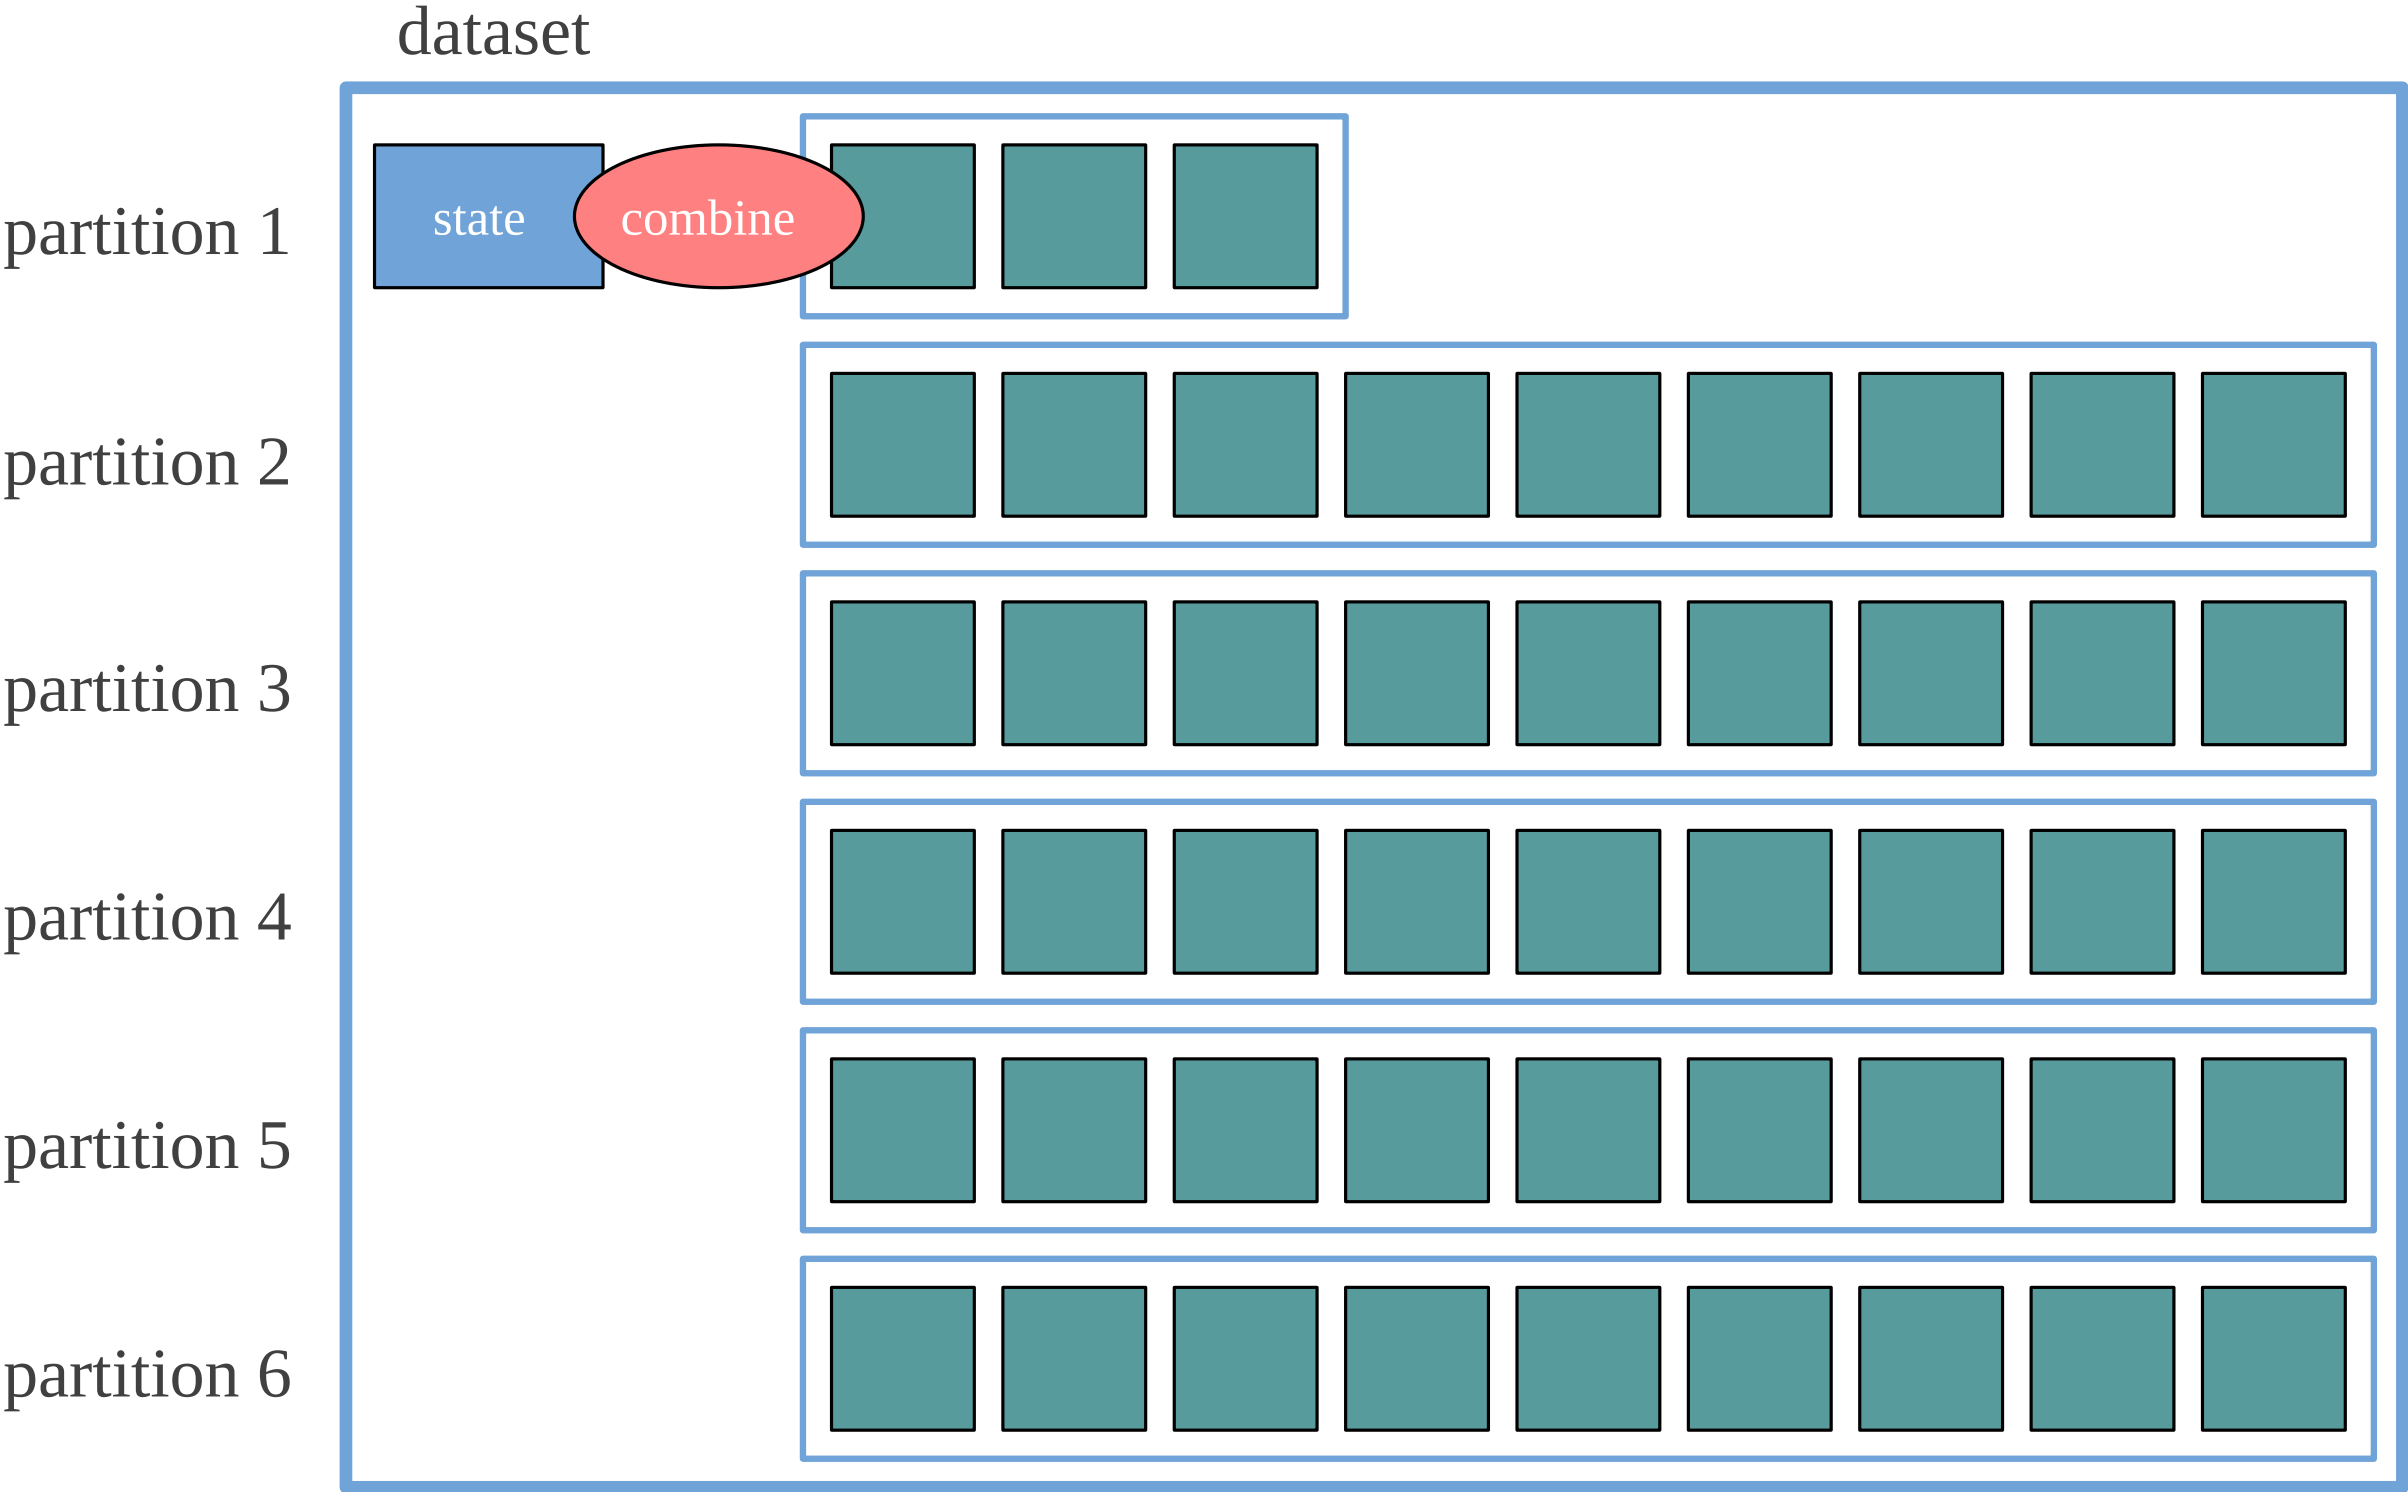 dataset
partition 1
state
combine
partition 2
partition 3
partition 4
partition 5
partition 6